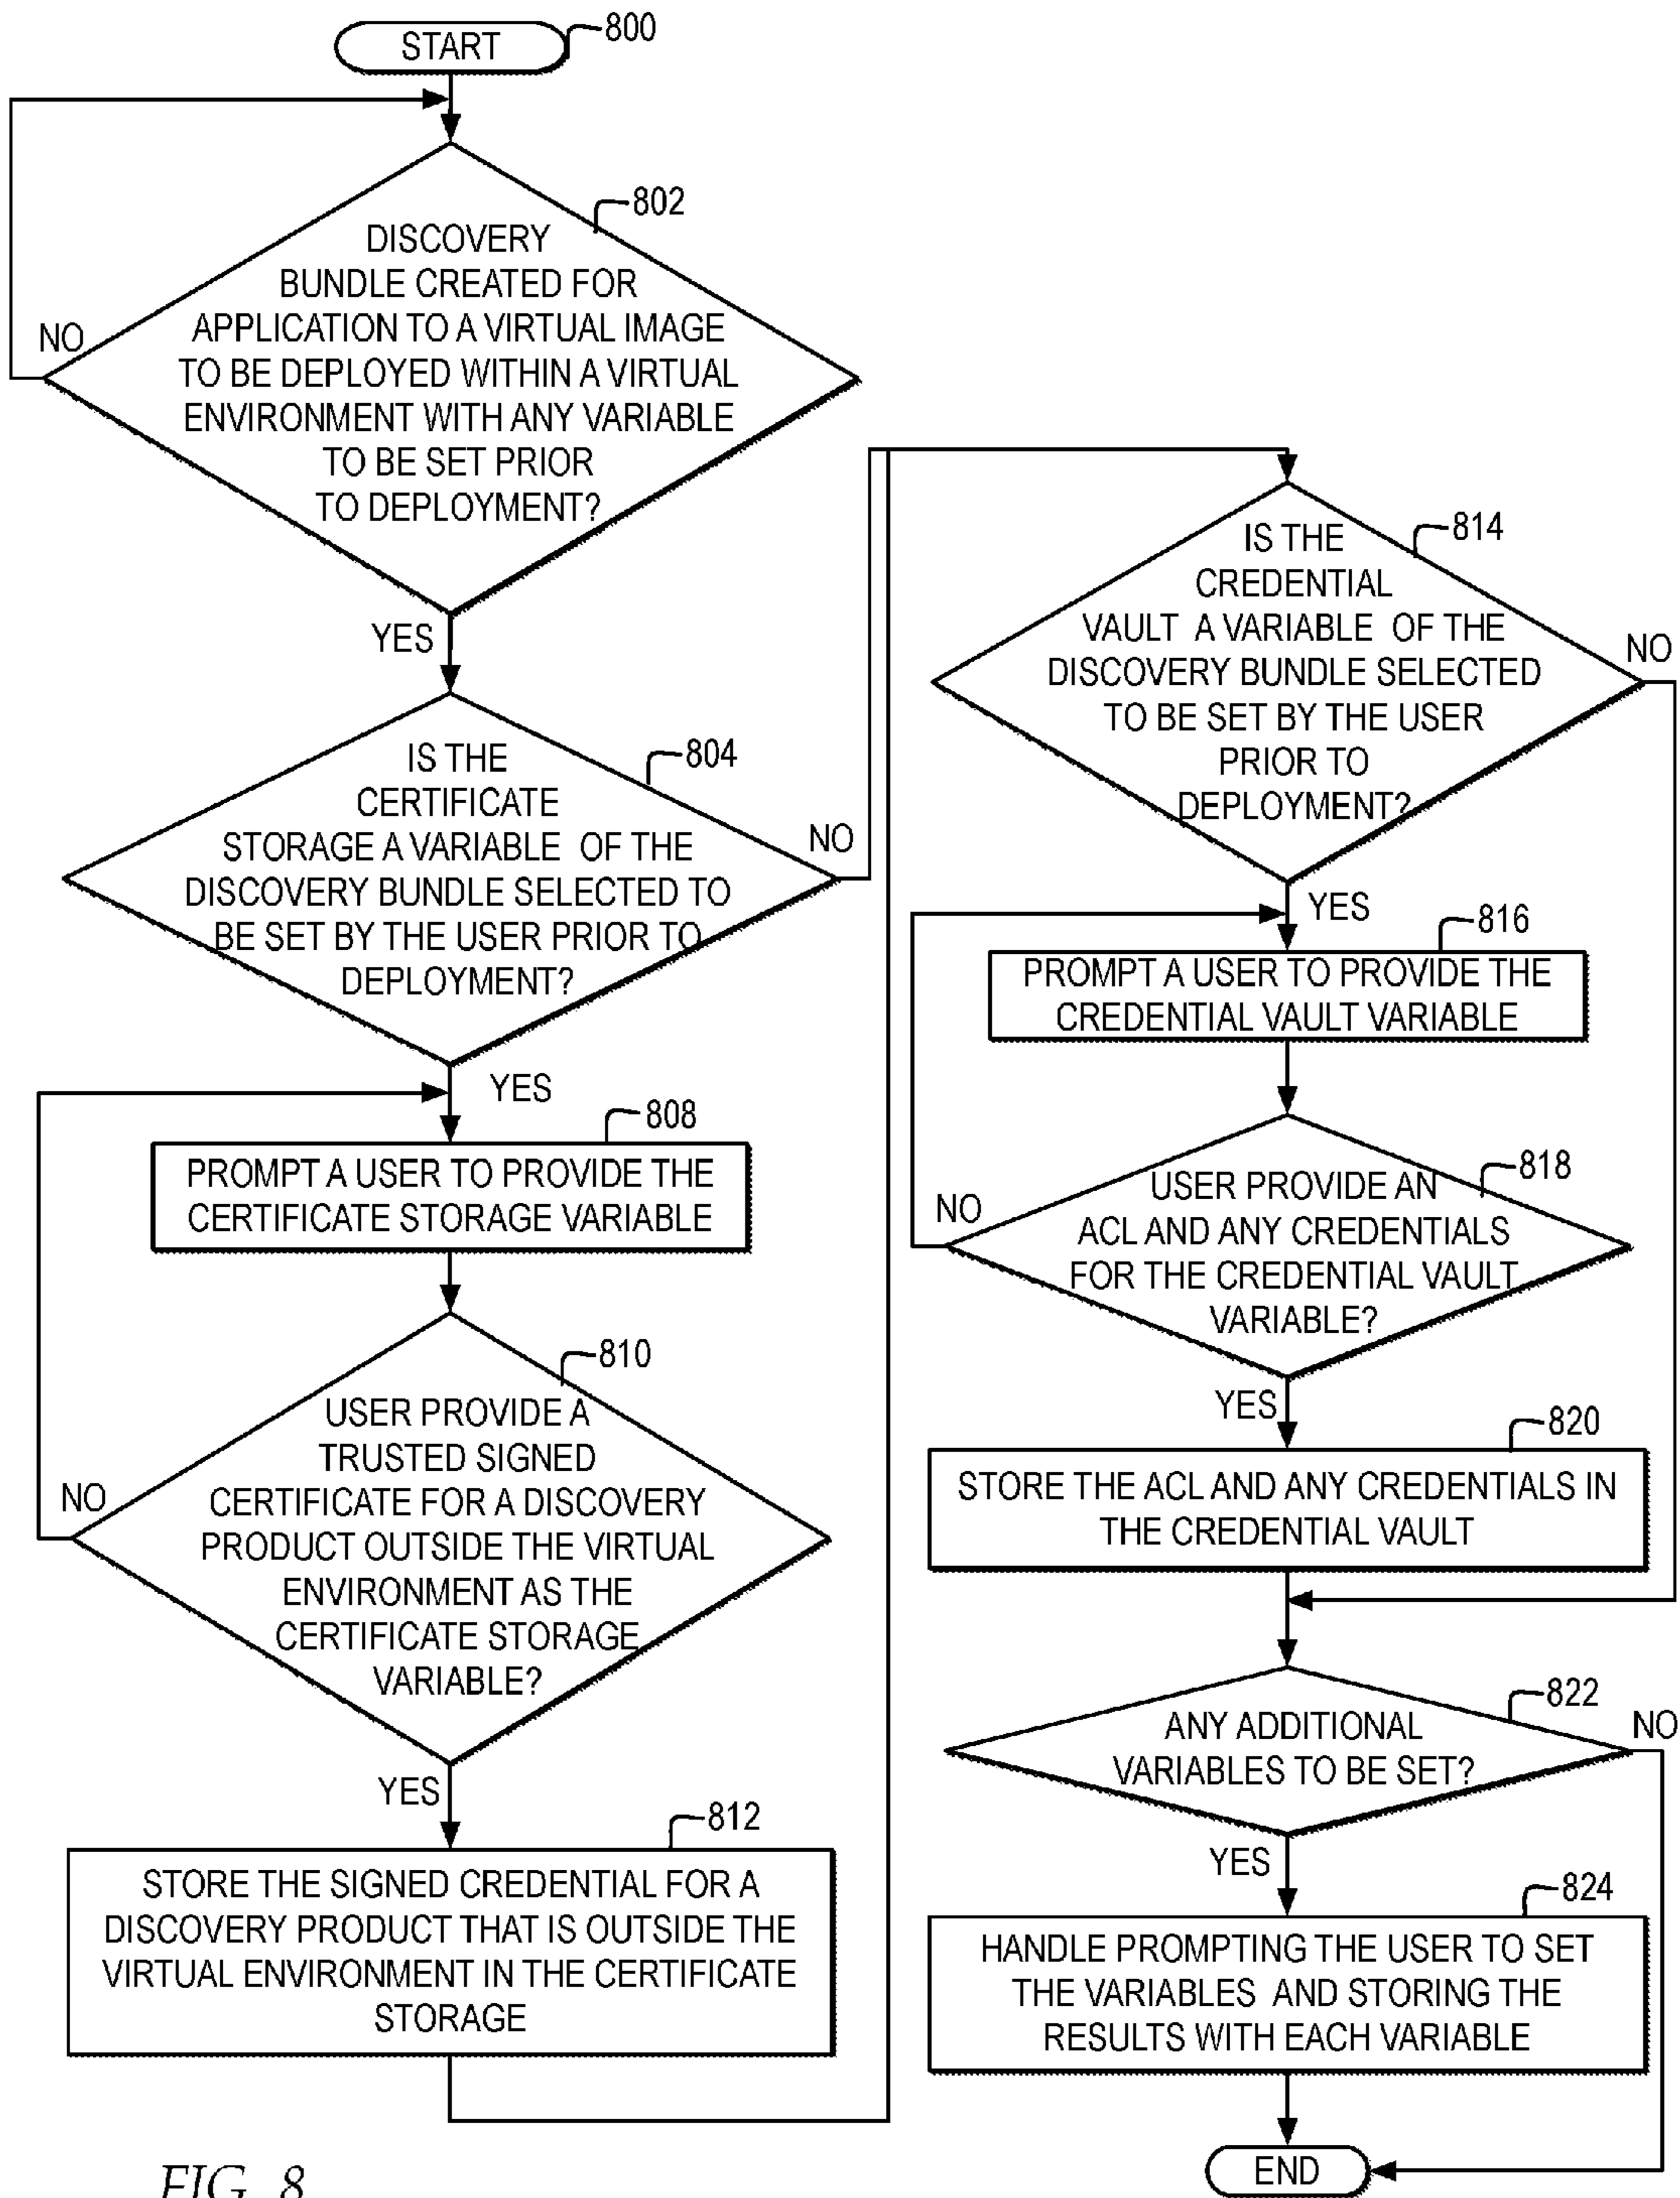 START
800
802
DISCOVERY
BUNDLE CREATED FOR
APPLICATION TO A VIRTUAL IMAGE
TO BE DEPLOYED WITHIN A VIRTUAL
ENVIRONMENT WITH ANY VARIABLE
TO BE SET PRIOR
TO DEPLOYMENT?
NO
YES
804
IS THE
CERTIFICATE
STORAGE A VARIABLE OF THE
DISCOVERY BUNDLE SELECTED TO
BE SET BY THE USER PRIOR TO
DEPLOYMENT?
NO
YES
808
PROMPT A USER TO PROVIDE THE
CERTIFICATE STORAGE VARIABLE
810
USER PROVIDE A
TRUSTED SIGNED
CERTIFICATE FOR A DISCOVERY
PRODUCT OUTSIDE THE VIRTUAL
ENVIRONMENT AS THE
CERTIFICATE STORAGE
VARIABLE?
NO
YES
812
STORE THE SIGNED CREDENTIAL FOR A
DISCOVERY PRODUCT THAT IS OUTSIDE THE
VIRTUAL ENVIRONMENT IN THE CERTIFICATE
STORAGE
814
IS THE
CREDENTIAL
VAULT A VARIABLE OF THE
DISCOVERY BUNDLE SELECTED
TO BE SET BY THE USER
PRIOR TO
DEPLOYMENT?
NO
YES
816
PROMPT A USER TO PROVIDE THE
CREDENTIAL VAULT VARIABLE
818
USER PROVIDE AN
ACL AND ANY CREDENTIALS
FOR THE CREDENTIAL VAULT
VARIABLE?
NO
YES
820
STORE THE ACL AND ANY CREDENTIALS IN
THE CREDENTIAL VAULT
822
ANY ADDITIONAL
VARIABLES TO BE SET?
NO
YES
824
HANDLE PROMPTING THE USER TO SET
THE VARIABLES AND STORING THE
RESULTS WITH EACH VARIABLE
END
FIG. 8